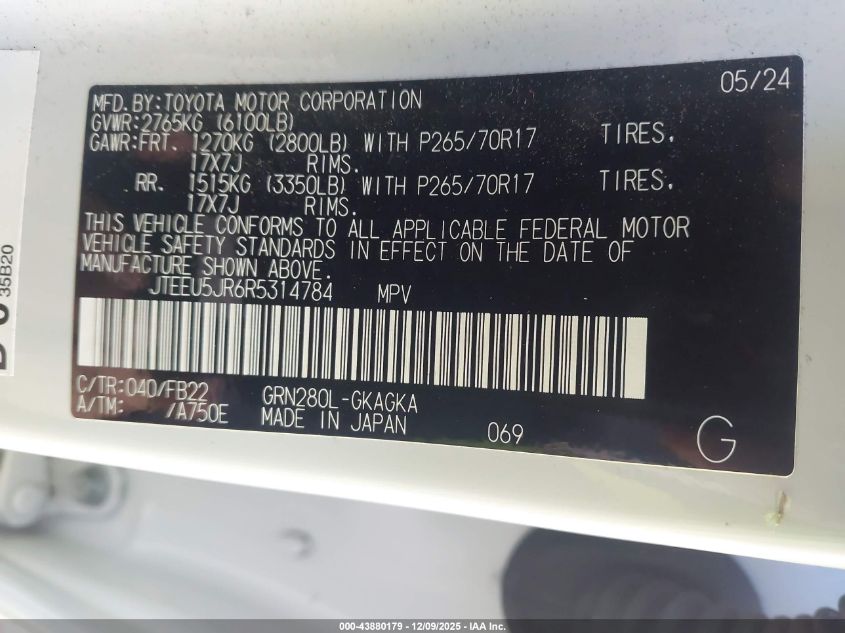 05/24
MFD.BY:TOYOTA MOTOR CORPORATION
GVWR:2765KG (6100LB)
GAWR:FRT. 1270KG (2800LB) WITH P265/70R17 TIRES.
17X7J RIMS.
RR. 1515KG (3350LB) WITH P265/70R17 TIRES.
17X7J RIMS.
THIS VEHICLE CONFORMS TO ALL APPLICABLE FEDERAL MOTOR
VEHICLE SAFETY STANDARDS IN EFFECT ON THE DATE OF
MANUFACTURE SHOWN ABOVE.
JTEEU5JR6R5314784 MPV
C/TR:040/FB22 GRN280L-GKAGKA
A/TM: /A750E MADE IN JAPAN 069 G
35B20
000-43880179 - 12/09/2025 - IAA Inc.